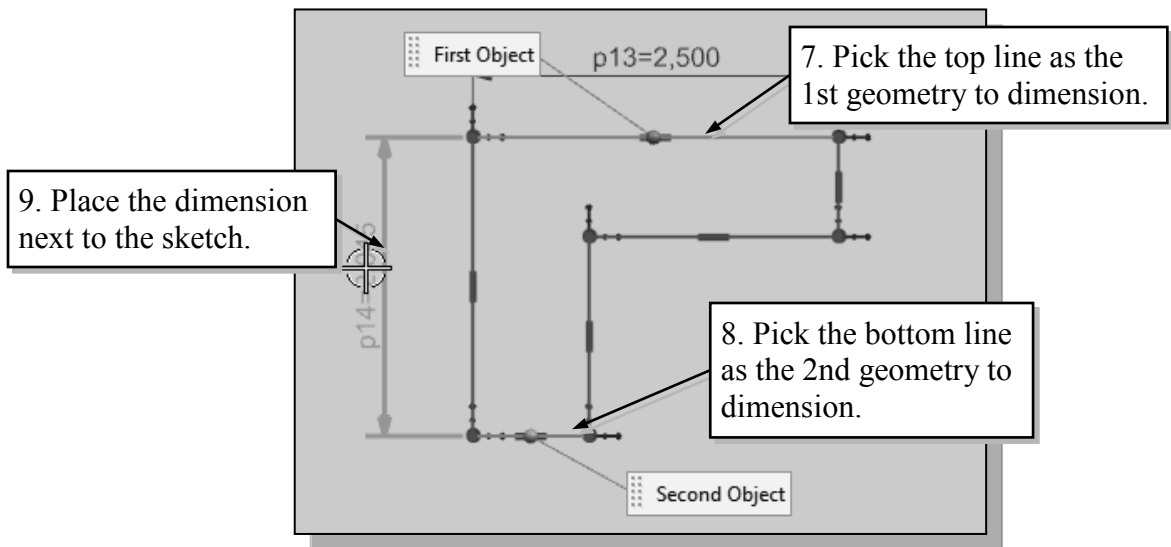 First Object
p13=2,500
7. Pick the top line as the
1st geometry to dimension.
9. Place the dimension
next to the sketch.
8. Pick the bottom line
as the 2nd geometry to
dimension.
Second Object